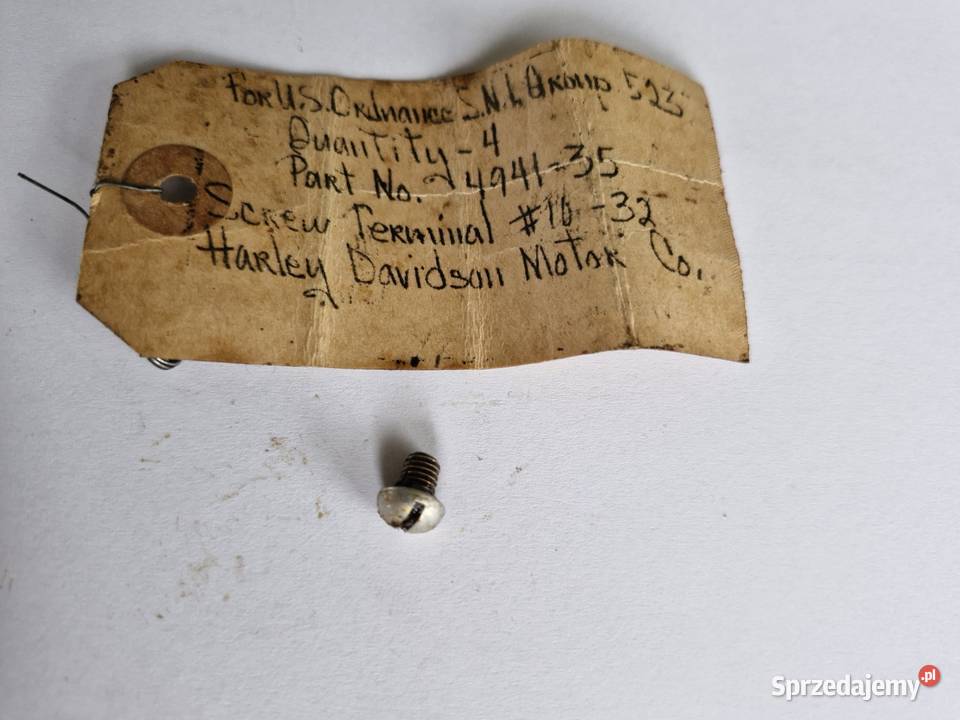 For U.S. Ordnance S.N.L Group 523
Quantity - 4
Part No. 4941-35
Screw Terminal #10-32
Harley Davidson Motor Co.
Sprzedajemy.pl